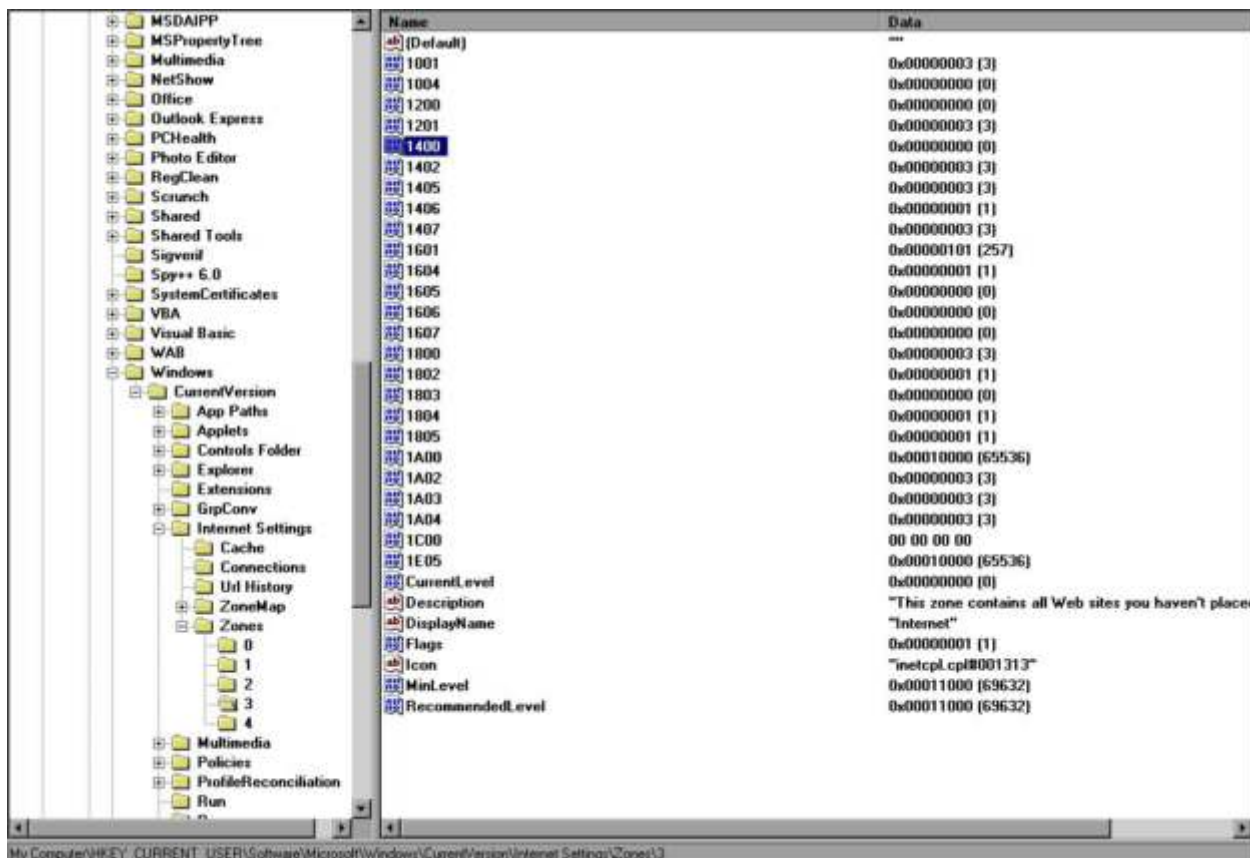 MSDAIPP
MSPropertyTree
Multimedia
NetShow
Office
Outlook Express
PCHealth
Photo Editor
RegClean
Scrunch
Shared
Shared Tools
Sigverif
Spy++ 6.0
SystemCertificates
VBA
Visual Basic
WAB
Windows
CurrentVersion
App Paths
Applets
Controls Folder
Explorer
Extensions
GrpConv
Internet Settings
Cache
Connections
Url History
ZoneMap
Zones
0
1
2
3
4
Multimedia
Policies
ProfileReconciliation
Run
Name Data
(Default) ""
1001 0x00000003 (3)
1004 0x00000000 (0)
1200 0x00000000 (0)
1201 0x00000003 (3)
1400 0x00000000 (0)
1402 0x00000003 (3)
1405 0x00000003 (3)
1406 0x00000001 (1)
1407 0x00000003 (3)
1601 0x00000101 (257)
1604 0x00000001 (1)
1605 0x00000000 (0)
1606 0x00000000 (0)
1607 0x00000000 (0)
1800 0x00000003 (3)
1802 0x00000001 (1)
1803 0x00000000 (0)
1804 0x00000001 (1)
1805 0x00000001 (1)
1A00 0x00010000 (65536)
1A02 0x00000003 (3)
1A03 0x00000003 (3)
1A04 0x00000003 (3)
1C00 00 00 00 00
1E05 0x00010000 (65536)
CurrentLevel 0x00000000 (0)
Description "This zone contains all Web sites you haven't place
DisplayName "Internet"
Flags 0x00000001 (1)
Icon "inetcpl.cpl#001313"
MinLevel 0x00011000 (69632)
RecommendedLevel 0x00011000 (69632)
My Computer\HKEY_CURRENT_USER\Software\Microsoft\Windows\CurrentVersion\Internet Settings\Zones\3